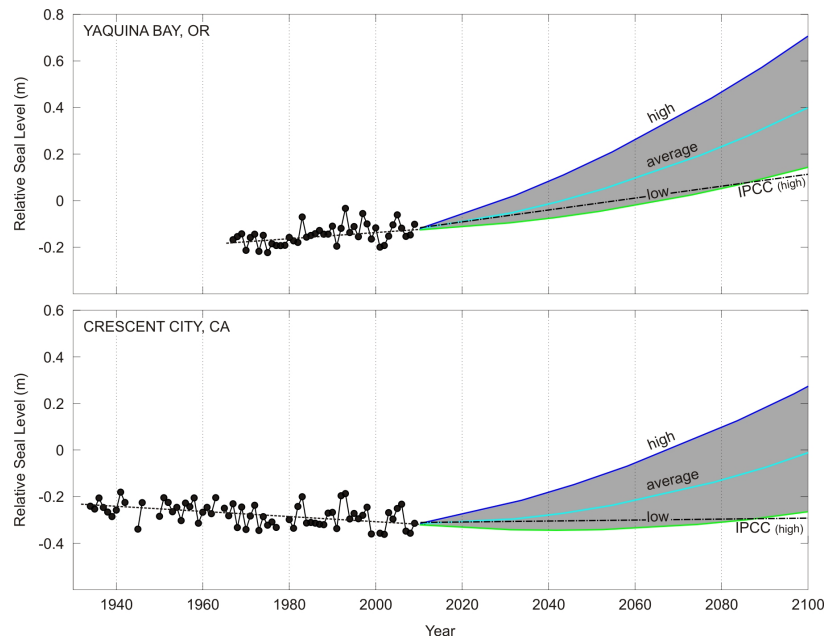 YAQUINA BAY, OR
Relative Seal Level (m)
0.8
0.6
0.4
0.2
0
-0.2
high
average
low
IPCC (high)
CRESCENT CITY, CA
Relative Seal Level (m)
0.6
0.4
0.2
0
-0.2
-0.4
high
average
low
IPCC (high)
1940 1960 1980 2000 2020 2040 2060 2080 2100
Year